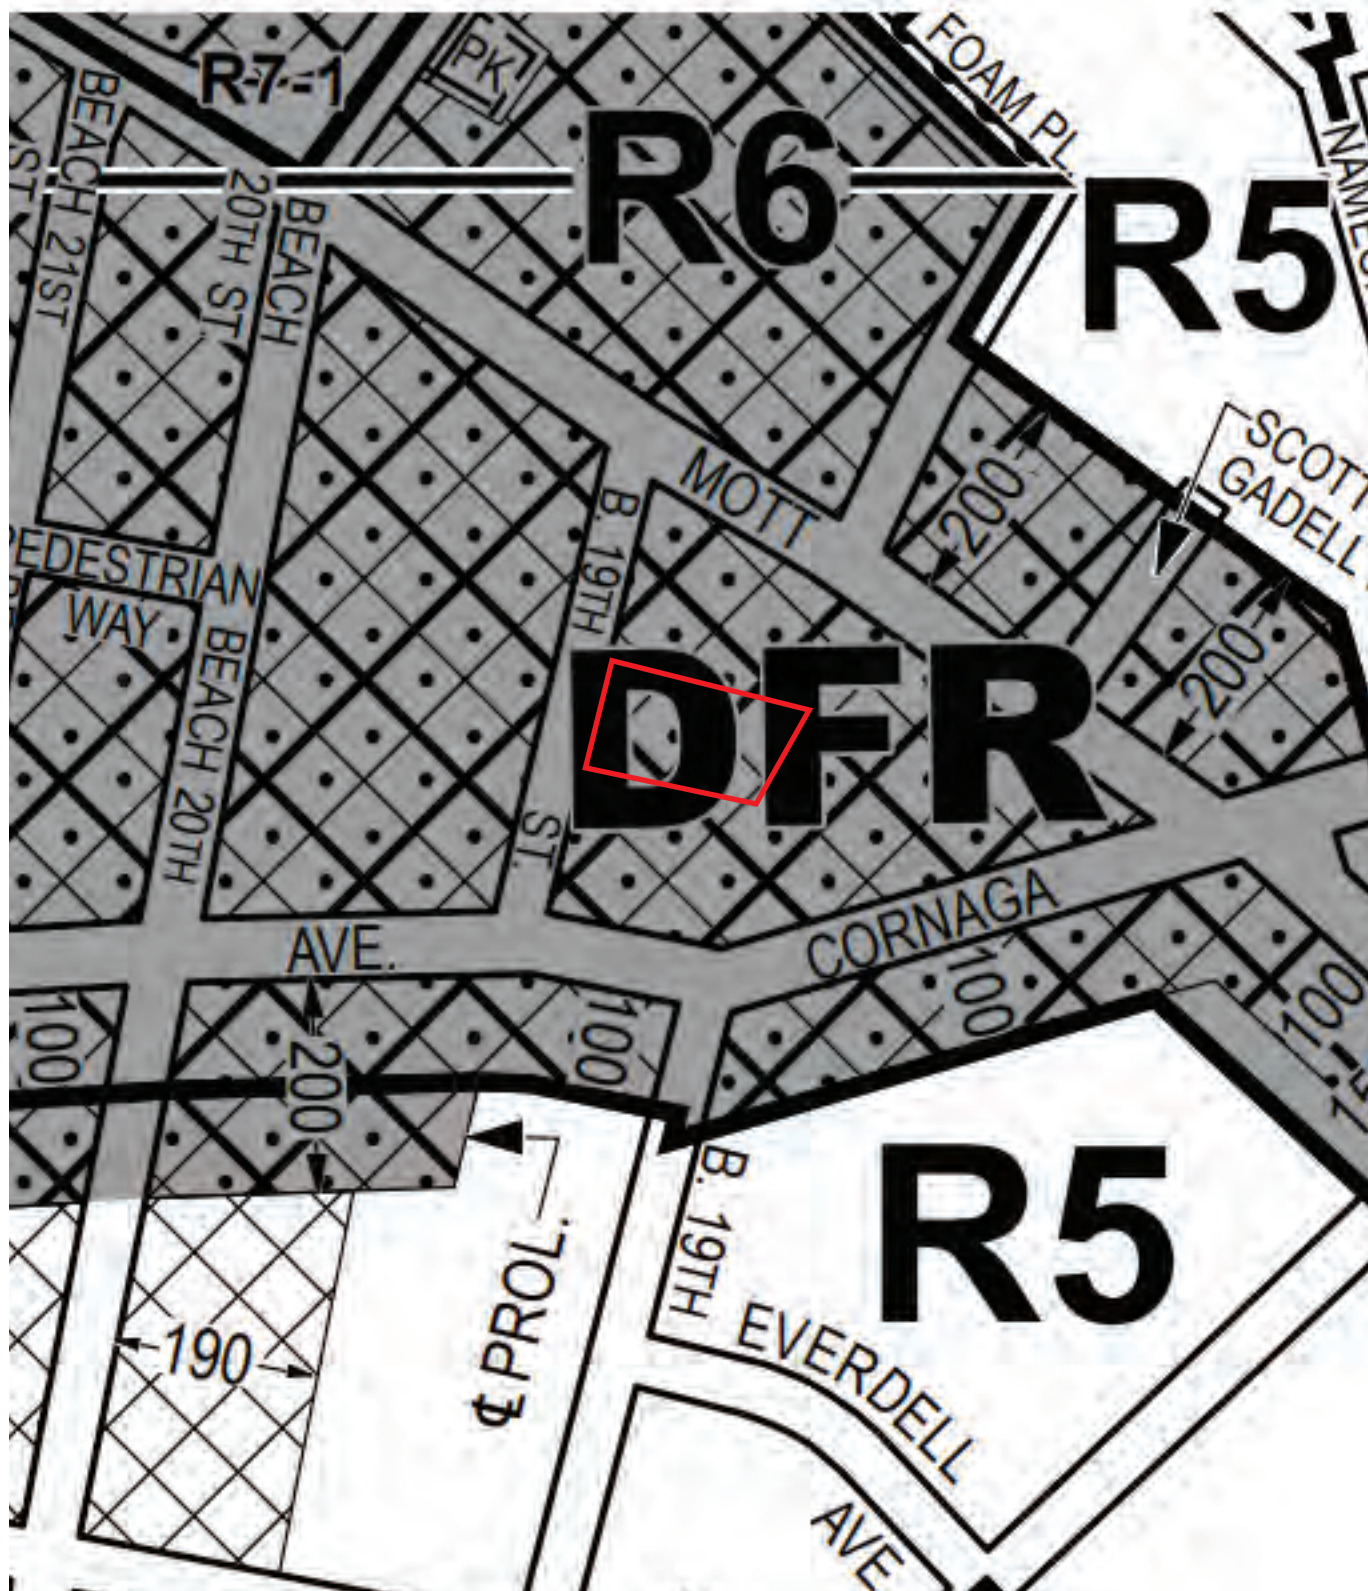 R7-1
PK
FOAM PL.
R6
R5
BEACH 21ST
ST.
BEACH
20TH ST.
SCOTT
GADELL
MOTT
200
B. 19TH
PEDESTRIAN
WAY
200
DFR
BEACH 20TH
ST.
CORNAGA
AVE.
100
200
100
100
100
B. 19TH
R5
℄ PROL.
190
EVERDELL
AVE